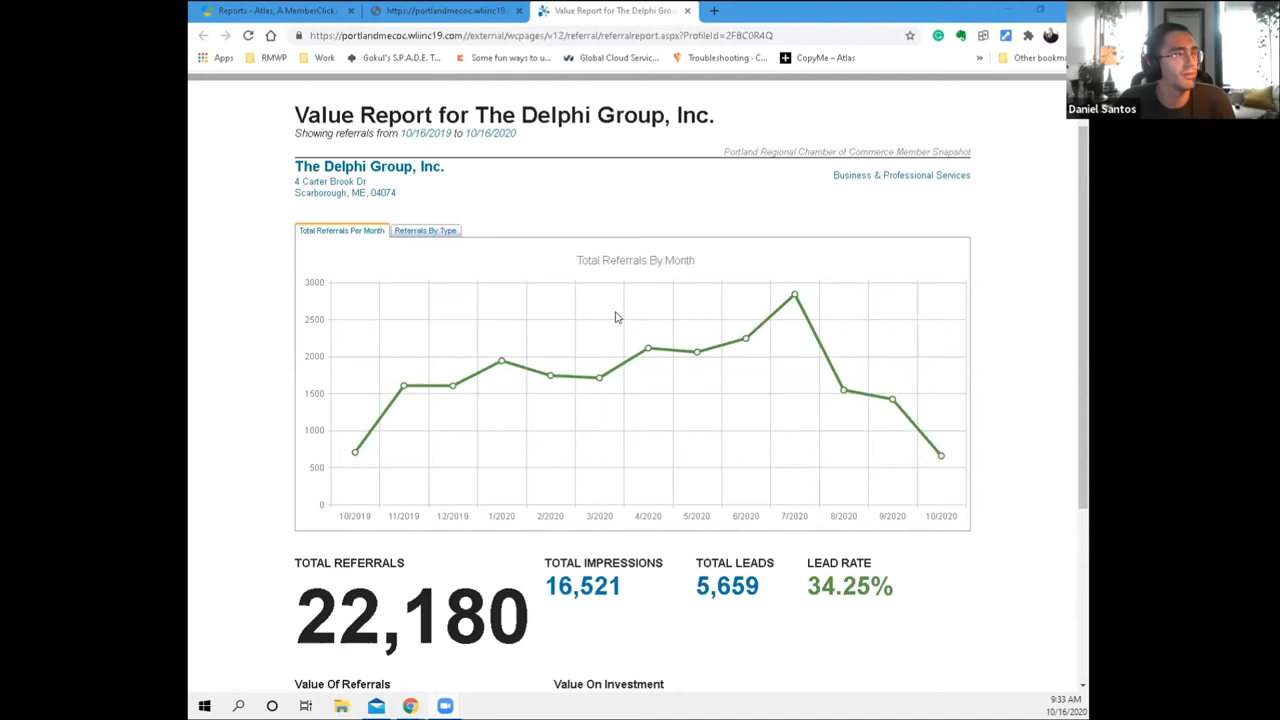 Reports - Atlas, A MemberClick
https://portlandmecoc.wliinc19.
Value Report for The Delphi Gro
https://portlandmecoc.wliinc19.com//external/wcpages/v12/referral/referralreport.aspx?ProfileId=2F8C0R4Q
Apps RMWP Work Gokul's S.P.A.D.E. T... Some fun ways to u... Global Cloud Servic... Troubleshooting - C... CopyMe – Atlas » Other bookma
Daniel Santos
Value Report for The Delphi Group, Inc.
Showing referrals from 10/16/2019 to 10/16/2020
Portland Regional Chamber of Commerce Member Snapshot
The Delphi Group, Inc.
4 Carter Brook Dr
Scarborough, ME, 04074
Business & Professional Services
Total Referrals Per Month Referrals By Type
Total Referrals By Month
3000
2500
2000
1500
1000
500
0
10/2019 11/2019 12/2019 1/2020 2/2020 3/2020 4/2020 5/2020 6/2020 7/2020 8/2020 9/2020 10/2020
TOTAL REFERRALS TOTAL IMPRESSIONS TOTAL LEADS LEAD RATE
22,180 16,521 5,659 34.25%
Value Of Referrals Value On Investment
9:33 AM
10/16/2020